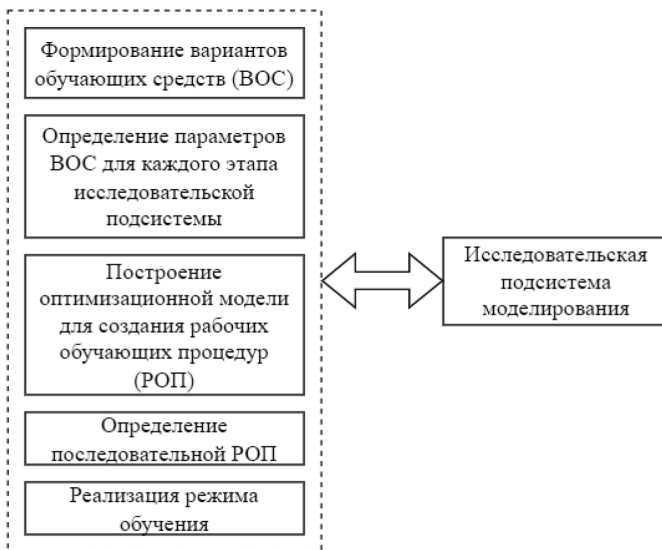 Формирование вариантов
обучающих средств (ВОС)
Определение параметров
ВОС для каждого этапа
исследовательской
подсистемы
Построение
оптимизационной модели
для создания рабочих
обучающих процедур
(РОП)
Определение
последовательной РОП
Реализация режима
обучения
Исследовательская
подсистема
моделирования